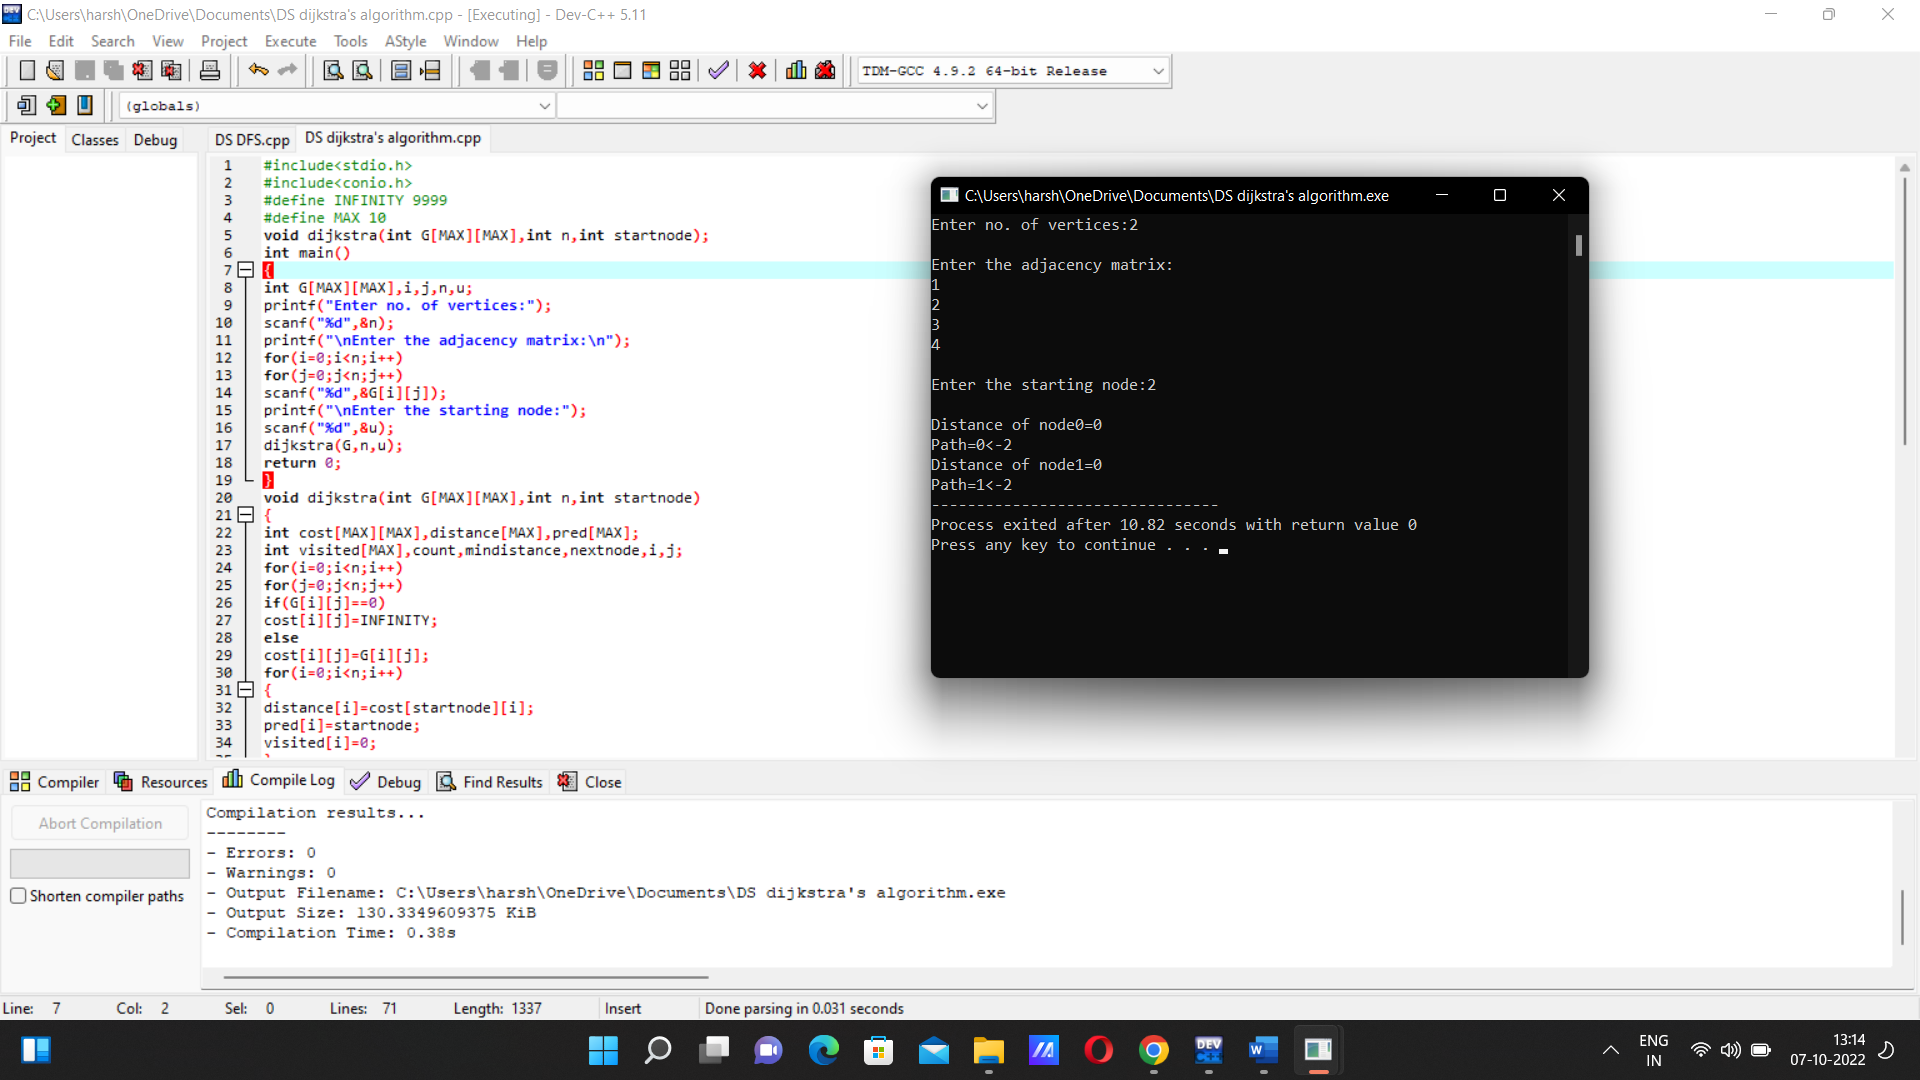 C:\Users\harsh\OneDrive\Documents\DS dijkstra's algorithm.cpp - [Executing] - Dev-C++ 5.11
File Edit Search View Project Execute Tools AStyle Window Help
TDM-GCC 4.9.2 64-bit Release
(globals)
Project Classes Debug
DS DFS.cpp DS dijkstra's algorithm.cpp
1 #include<stdio.h>
2 #include<conio.h>
3 #define INFINITY 9999
4 #define MAX 10
5 void dijkstra(int G[MAX][MAX],int n,int startnode);
6 int main()
7 {
8 int G[MAX][MAX],i,j,n,u;
9 printf("Enter no. of vertices:");
10 scanf("%d",&n);
11 printf("\nEnter the adjacency matrix:\n");
12 for(i=0;i<n;i++)
13 for(j=0;j<n;j++)
14 scanf("%d",&G[i][j]);
15 printf("\nEnter the starting node:");
16 scanf("%d",&u);
17 dijkstra(G,n,u);
18 return 0;
19 }
20 void dijkstra(int G[MAX][MAX],int n,int startnode)
21 {
22 int cost[MAX][MAX],distance[MAX],pred[MAX];
23 int visited[MAX],count,mindistance,nextnode,i,j;
24 for(i=0;i<n;i++)
25 for(j=0;j<n;j++)
26 if(G[i][j]==0)
27 cost[i][j]=INFINITY;
28 else
29 cost[i][j]=G[i][j];
30 for(i=0;i<n;i++)
31 {
32 distance[i]=cost[startnode][i];
33 pred[i]=startnode;
34 visited[i]=0;
C:\Users\harsh\OneDrive\Documents\DS dijkstra's algorithm.exe
Enter no. of vertices:2
Enter the adjacency matrix:
1
2
3
4
Enter the starting node:2
Distance of node0=0
Path=0<-2
Distance of node1=0
Path=1<-2
--------------------------------
Process exited after 10.82 seconds with return value 0
Press any key to continue . . .
Compiler Resources Compile Log Debug Find Results Close
Abort Compilation
Shorten compiler paths
Compilation results...
--------
- Errors: 0
- Warnings: 0
- Output Filename: C:\Users\harsh\OneDrive\Documents\DS dijkstra's algorithm.exe
- Output Size: 130.3349609375 KiB
- Compilation Time: 0.38s
Line: 7 Col: 2 Sel: 0 Lines: 71 Length: 1337 Insert Done parsing in 0.031 seconds
DEV C++
W
ENG
IN
13:14
07-10-2022